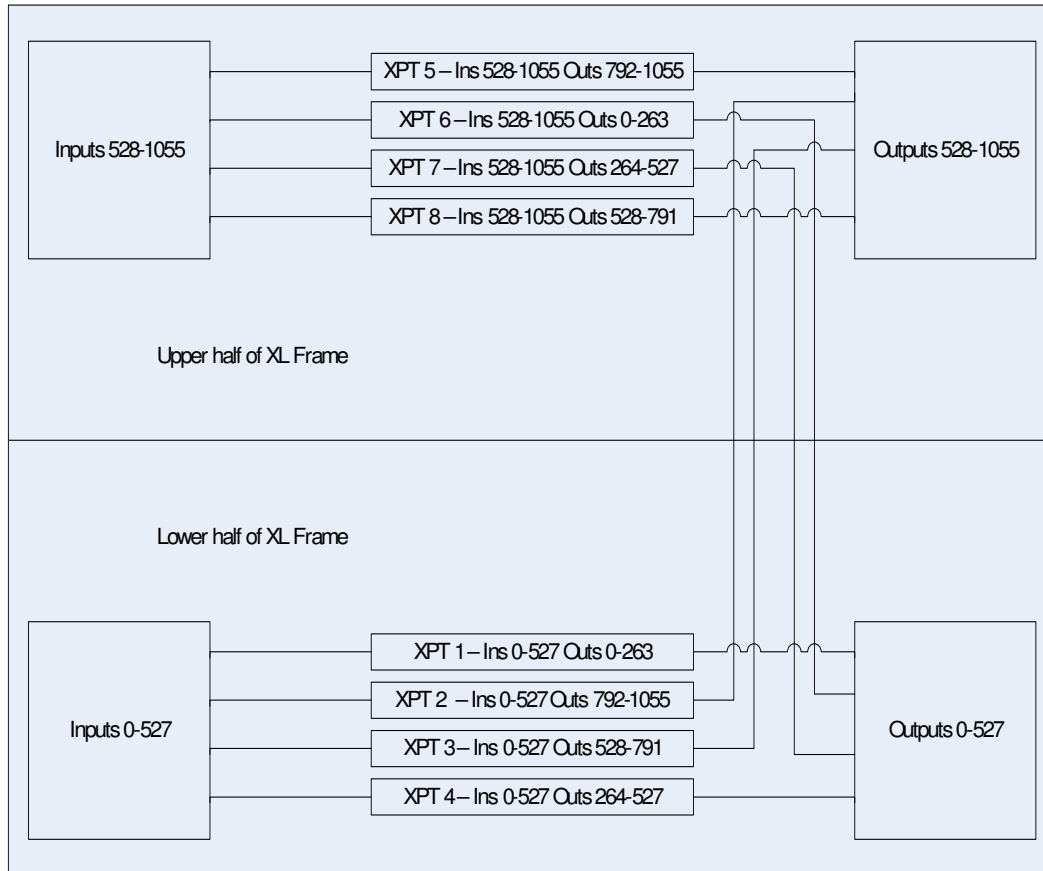 XPT 5 – Ins 528-1055 Outs 792-1055
XPT 6 – Ins 528-1055 Outs 0-263
Inputs 528-1055
Outputs 528-1055
XPT 7 – Ins 528-1055 Outs 264-527
XPT 8 – Ins 528-1055 Outs 528-791
Upper half of XL Frame
Lower half of XL Frame
XPT 1 – Ins 0-527 Outs 0-263
XPT 2 – Ins 0-527 Outs 792-1055
Inputs 0-527
Outputs 0-527
XPT 3 – Ins 0-527 Outs 528-791
XPT 4 – Ins 0-527 Outs 264-527